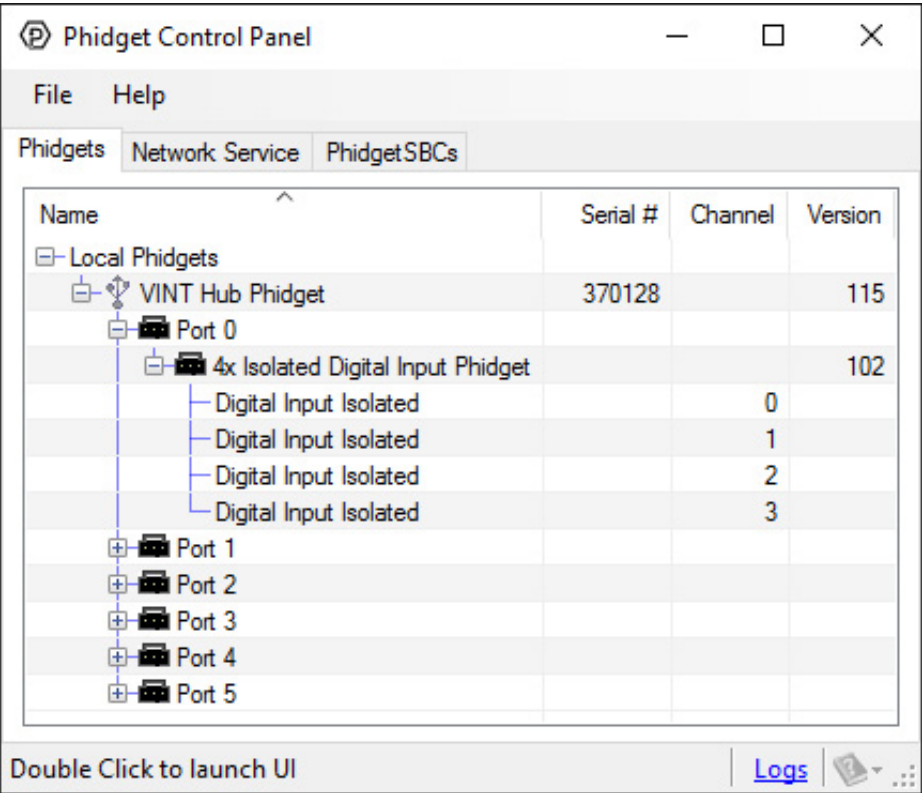 Phidget Control Panel
File Help
Phidgets Network Service PhidgetSBCs
Name Serial # Channel Version
Local Phidgets
VINT Hub Phidget 370128 115
Port 0
4x Isolated Digital Input Phidget 102
Digital Input Isolated 0
Digital Input Isolated 1
Digital Input Isolated 2
Digital Input Isolated 3
Port 1
Port 2
Port 3
Port 4
Port 5
Double Click to launch UI Logs